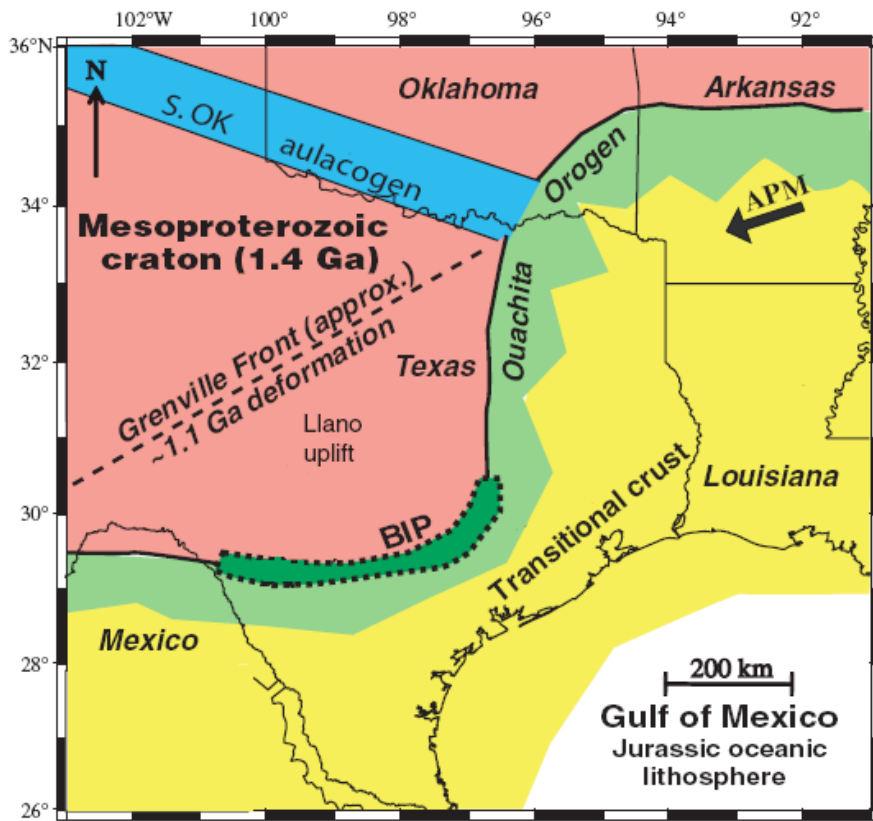 102°W 100° 98° 96° 94° 92°
36°N
34°
32°
30°
28°
26°
N
S. OK
aulacogen
Oklahoma
Arkansas
Orogen
APM
Mesoproterozoic
craton (1.4 Ga)
Grenville Front (approx.)
~1.1 Ga deformation
Ouachita
Texas
Llano
uplift
BIP
Transitional crust
Louisiana
Mexico
200 km
Gulf of Mexico
Jurassic oceanic
lithosphere